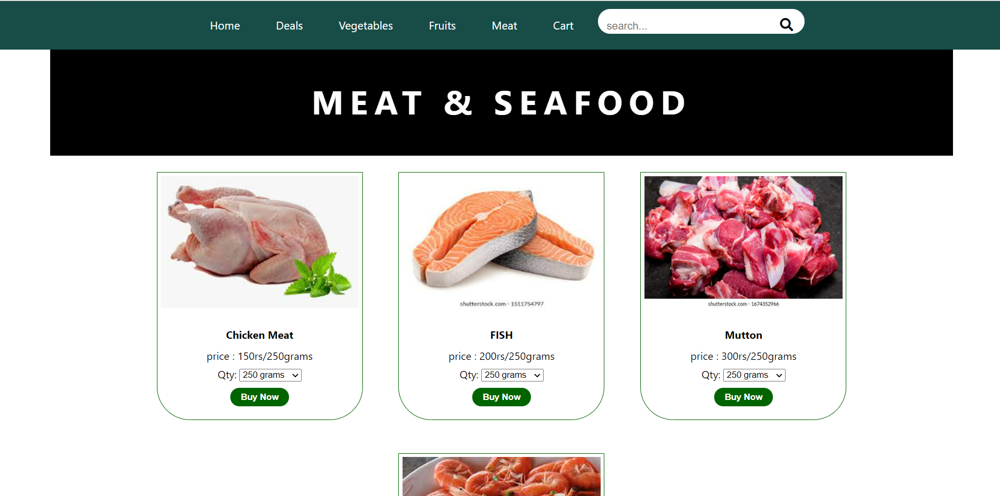 Home Deals Vegetables Fruits Meat Cart search...
MEAT & SEAFOOD
shutterstock.com · 1511754797
shutterstock.com · 1674352966
Chicken Meat
price : 150rs/250grams
Qty: 250 grams
Buy Now
FISH
price : 200rs/250grams
Qty: 250 grams
Buy Now
Mutton
price : 300rs/250grams
Qty: 250 grams
Buy Now